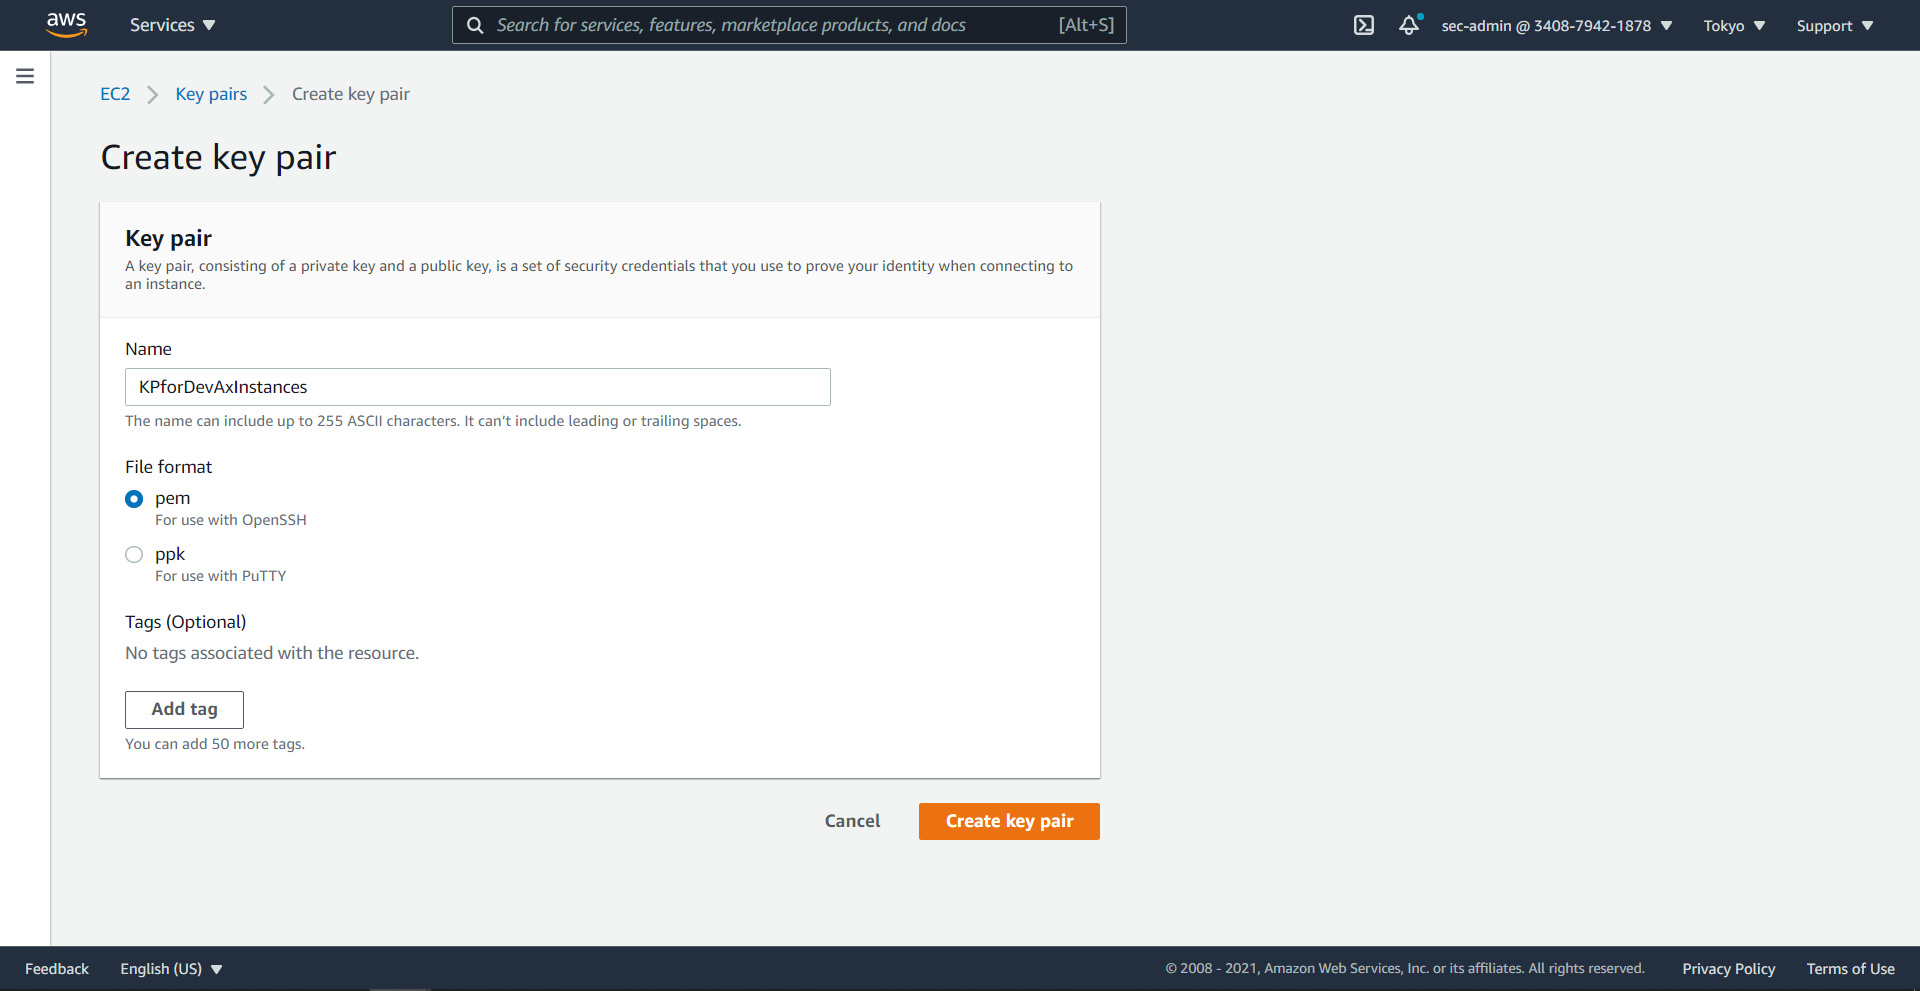 aws
Services
Search for services, features, marketplace products, and docs [Alt+S]
sec-admin @ 3408-7942-1878
Tokyo
Support
EC2 > Key pairs > Create key pair
Create key pair
Key pair
A key pair, consisting of a private key and a public key, is a set of security credentials that you use to prove your identity when connecting to
an instance.
Name
KPforDevAxInstances
The name can include up to 255 ASCII characters. It can't include leading or trailing spaces.
File format
pem
For use with OpenSSH
ppk
For use with PuTTY
Tags (Optional)
No tags associated with the resource.
Add tag
You can add 50 more tags.
Cancel
Create key pair
Feedback
English (US)
© 2008 - 2021, Amazon Web Services, Inc. or its affiliates. All rights reserved.
Privacy Policy
Terms of Use